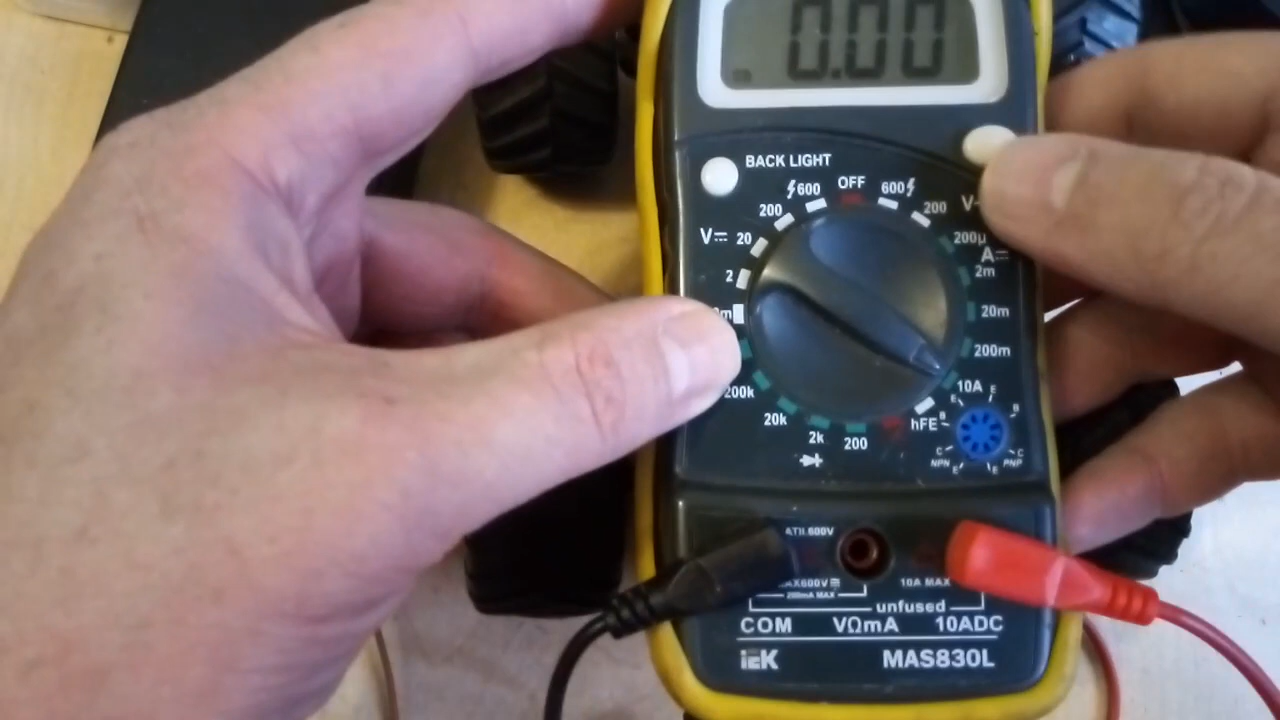 0.00
BACK LIGHT
600 OFF 600
200 200 V
V 20 200µ
A
2 2m
m 20m
200m
200k 10A
20k hFE
2k 200
E E
B B
C C
NPN PNP
E E
600V
MAX600V
200mA MAX 10A MAX
unfused
COM VΩmA 10ADC
IEK MAS830L